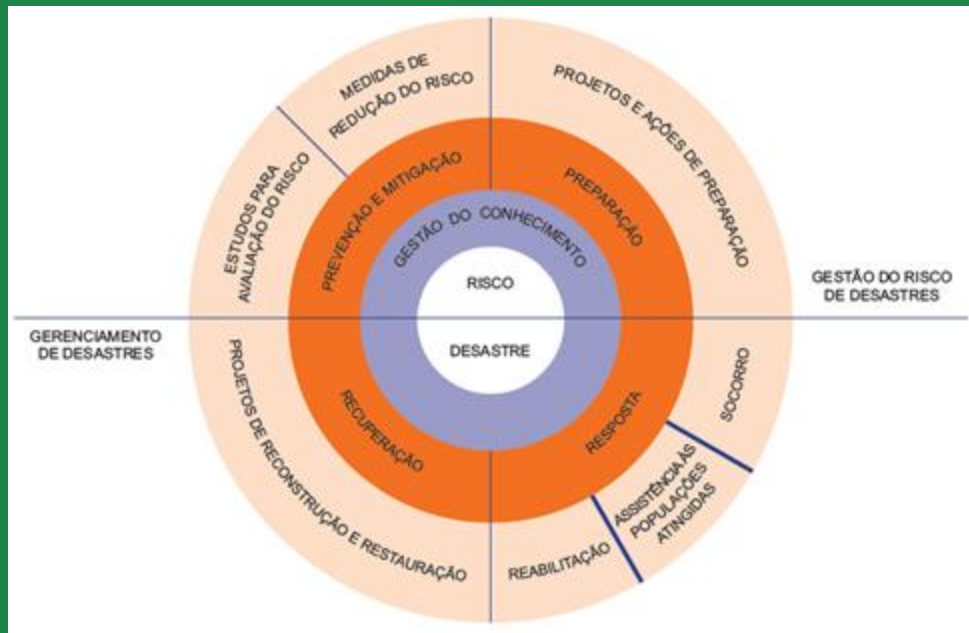 MEDIDAS DE
REDUÇÃO DO RISCO
PROJETOS E AÇÕES DE PREPARAÇÃO
ESTUDOS PARA
AVALIAÇÃO DO RISCO
PREVENÇÃO E MITIGAÇÃO
PREPARAÇÃO
GESTÃO DO CONHECIMENTO
RISCO
GESTÃO DO RISCO
DE DESASTRES
GERENCIAMENTO
DE DESASTRES
DESASTRE
PROJETOS DE RECONSTRUÇÃO E RESTAURAÇÃO
RECUPERAÇÃO
RESPOSTA
SOCORRO
ASSISTÊNCIA ÀS
POPULAÇÕES
ATINGIDAS
REABILITAÇÃO